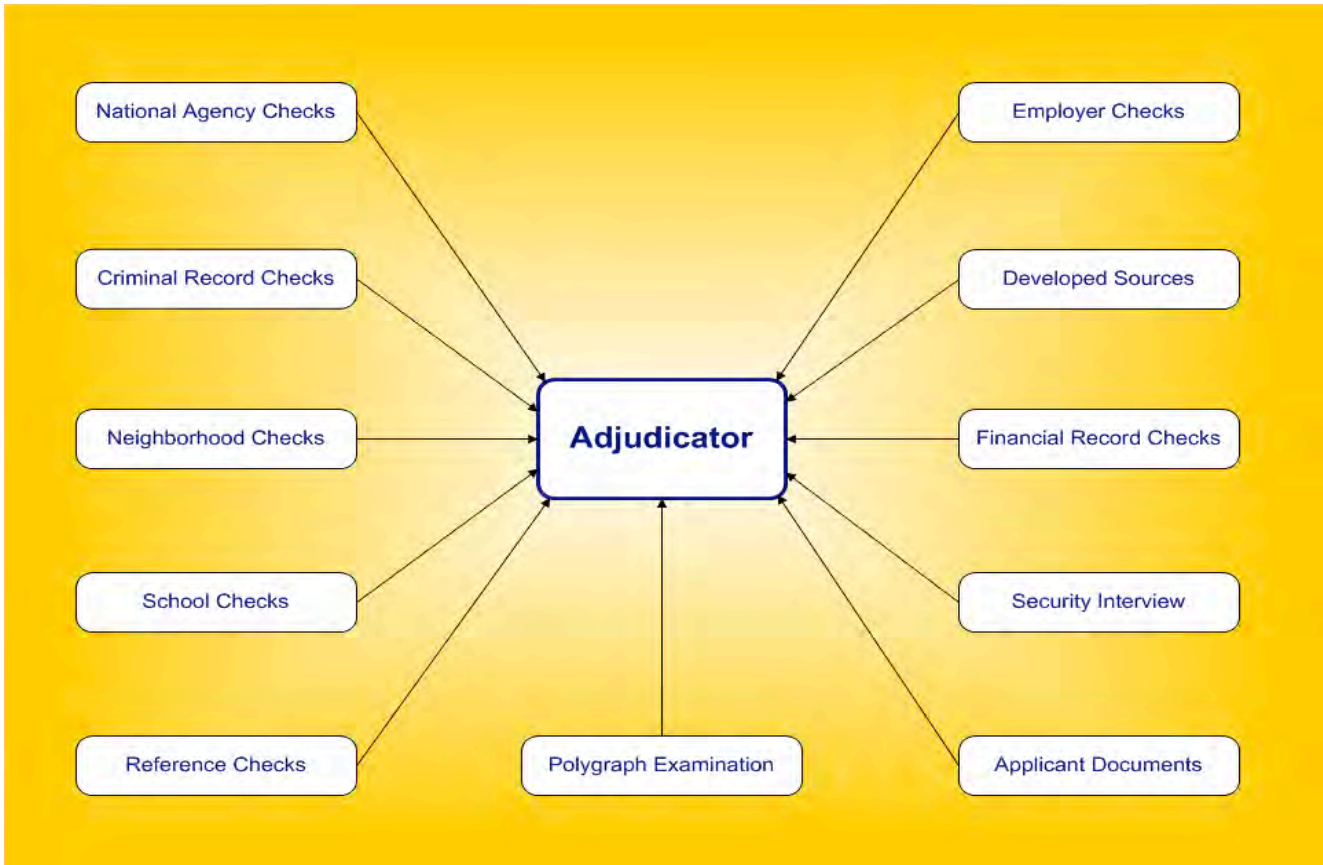 National Agency Checks
Employer Checks
Criminal Record Checks
Developed Sources
Neighborhood Checks
Adjudicator
Financial Record Checks
School Checks
Security Interview
Reference Checks
Polygraph Examination
Applicant Documents